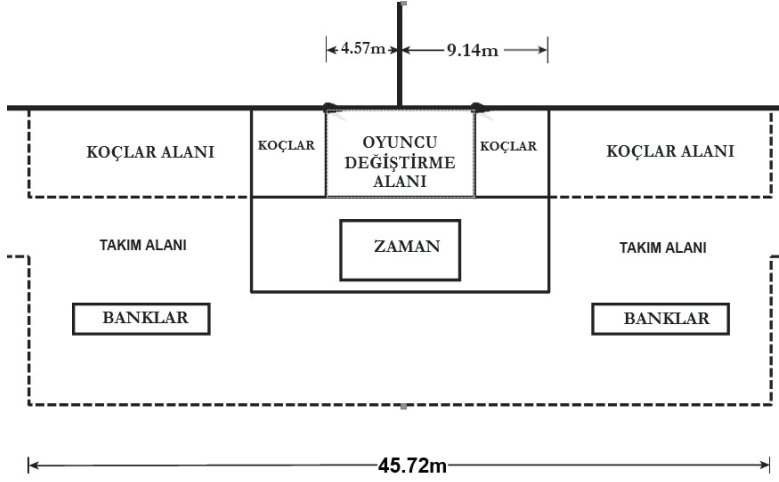 4.57m
9.14m
KOÇLAR ALANI
KOÇLAR
OYUNCU
DEĞİŞTİRME
ALANI
KOÇLAR
KOÇLAR ALANI
TAKIM ALANI
ZAMAN
TAKIM ALANI
BANKLAR
BANKLAR
45.72m